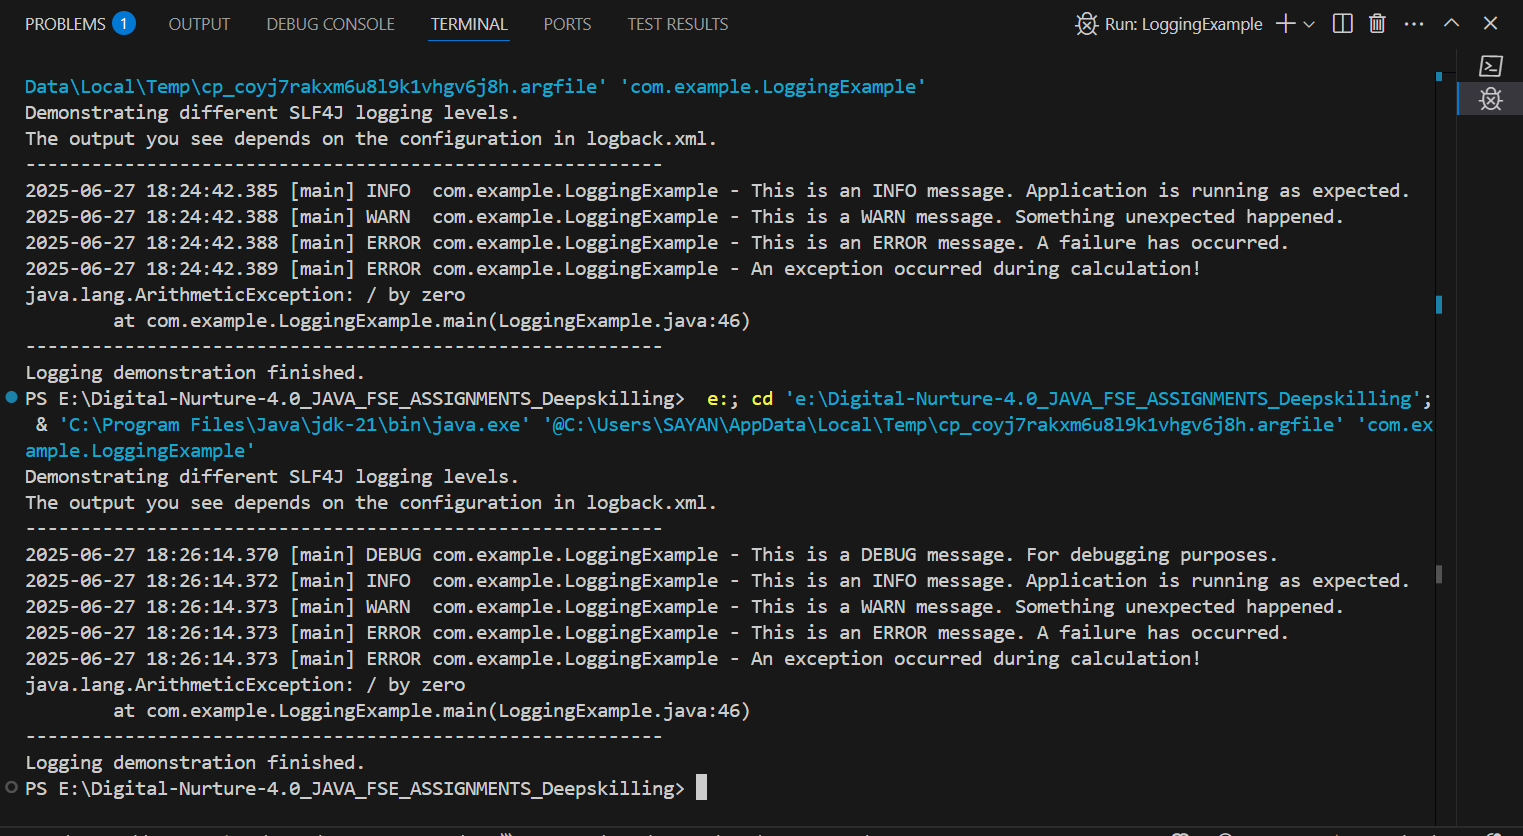 PROBLEMS 1 OUTPUT DEBUG CONSOLE TERMINAL PORTS TEST RESULTS Run: LoggingExample
Data\Local\Temp\cp_coyj7rakxm6u8l9k1vhgv6j8h.argfile' 'com.example.LoggingExample'
Demonstrating different SLF4J logging levels.
The output you see depends on the configuration in logback.xml.
----------------------------------------------------------
2025-06-27 18:24:42.385 [main] INFO  com.example.LoggingExample - This is an INFO message. Application is running as expected.
2025-06-27 18:24:42.388 [main] WARN  com.example.LoggingExample - This is a WARN message. Something unexpected happened.
2025-06-27 18:24:42.388 [main] ERROR com.example.LoggingExample - This is an ERROR message. A failure has occurred.
2025-06-27 18:24:42.389 [main] ERROR com.example.LoggingExample - An exception occurred during calculation!
java.lang.ArithmeticException: / by zero
        at com.example.LoggingExample.main(LoggingExample.java:46)
----------------------------------------------------------
Logging demonstration finished.
PS E:\Digital-Nurture-4.0_JAVA_FSE_ASSIGNMENTS_Deepskilling>  e:; cd 'e:\Digital-Nurture-4.0_JAVA_FSE_ASSIGNMENTS_Deepskilling';
 & 'C:\Program Files\Java\jdk-21\bin\java.exe' '@C:\Users\SAYAN\AppData\Local\Temp\cp_coyj7rakxm6u8l9k1vhgv6j8h.argfile' 'com.ex
ample.LoggingExample'
Demonstrating different SLF4J logging levels.
The output you see depends on the configuration in logback.xml.
----------------------------------------------------------
2025-06-27 18:26:14.370 [main] DEBUG com.example.LoggingExample - This is a DEBUG message. For debugging purposes.
2025-06-27 18:26:14.372 [main] INFO  com.example.LoggingExample - This is an INFO message. Application is running as expected.
2025-06-27 18:26:14.373 [main] WARN  com.example.LoggingExample - This is a WARN message. Something unexpected happened.
2025-06-27 18:26:14.373 [main] ERROR com.example.LoggingExample - This is an ERROR message. A failure has occurred.
2025-06-27 18:26:14.373 [main] ERROR com.example.LoggingExample - An exception occurred during calculation!
java.lang.ArithmeticException: / by zero
        at com.example.LoggingExample.main(LoggingExample.java:46)
----------------------------------------------------------
Logging demonstration finished.
PS E:\Digital-Nurture-4.0_JAVA_FSE_ASSIGNMENTS_Deepskilling>